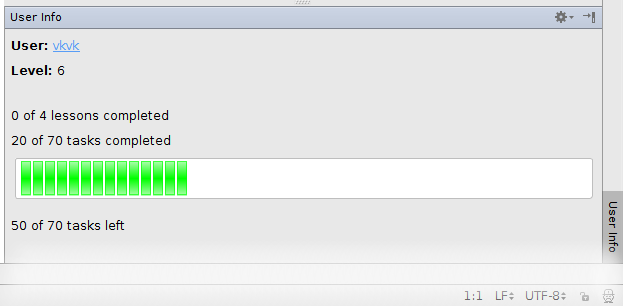 User Info
User: vkvk
Level: 6
0 of 4 lessons completed
20 of 70 tasks completed
50 of 70 tasks left
User Info
1:1 LF UTF-8